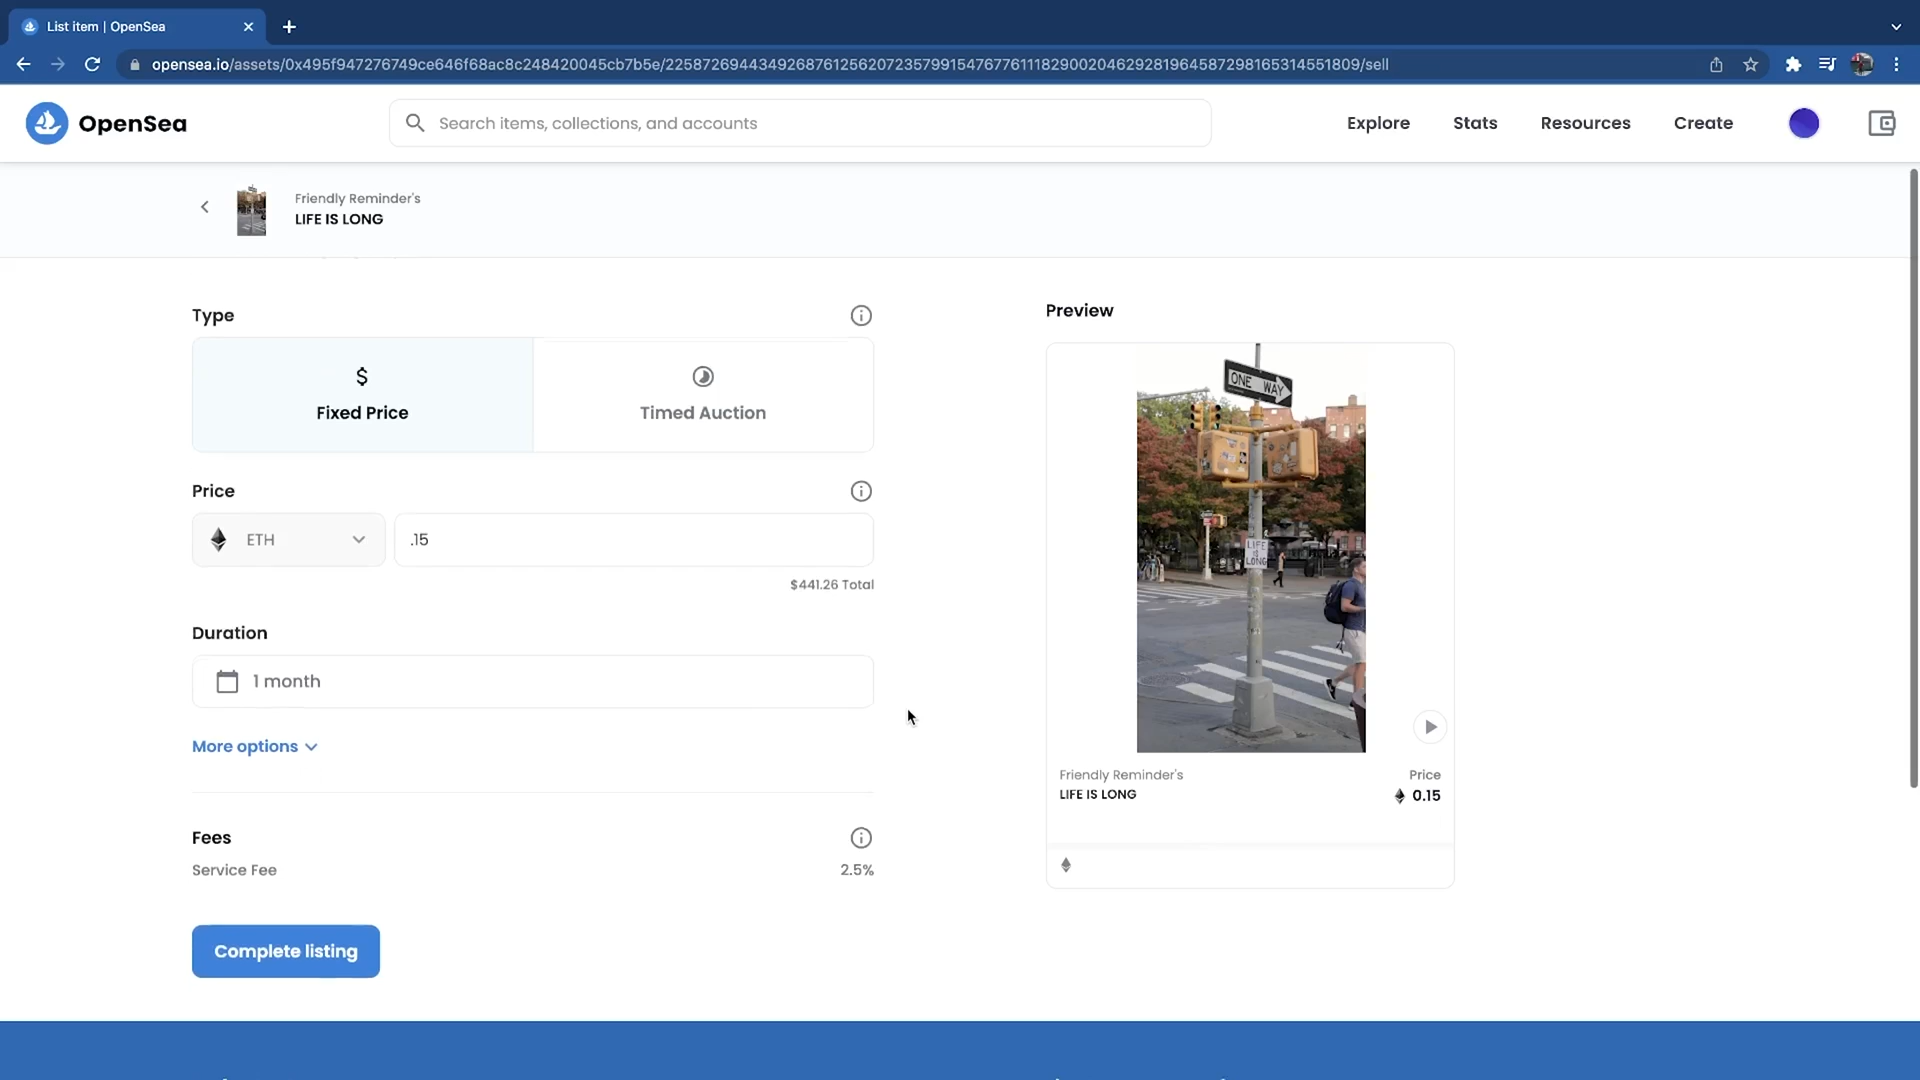 List item | OpenSea
opensea.io/assets/0x495f947276749ce646f68ac8c248420045cb7b5e/22587269443492687612562072357991547677611182900204629281964587298165314551809/sell
OpenSea
Search items, collections, and accounts
Explore
Stats
Resources
Create
Friendly Reminder's
LIFE IS LONG
Type
$
Fixed Price
Timed Auction
Price
ETH
.15
$441.26 Total
Duration
1 month
More options
Fees
Service Fee
2.5%
Complete listing
Preview
ONE WAY
LIFE
IS
LONG
Friendly Reminder's
Price
LIFE IS LONG
0.15